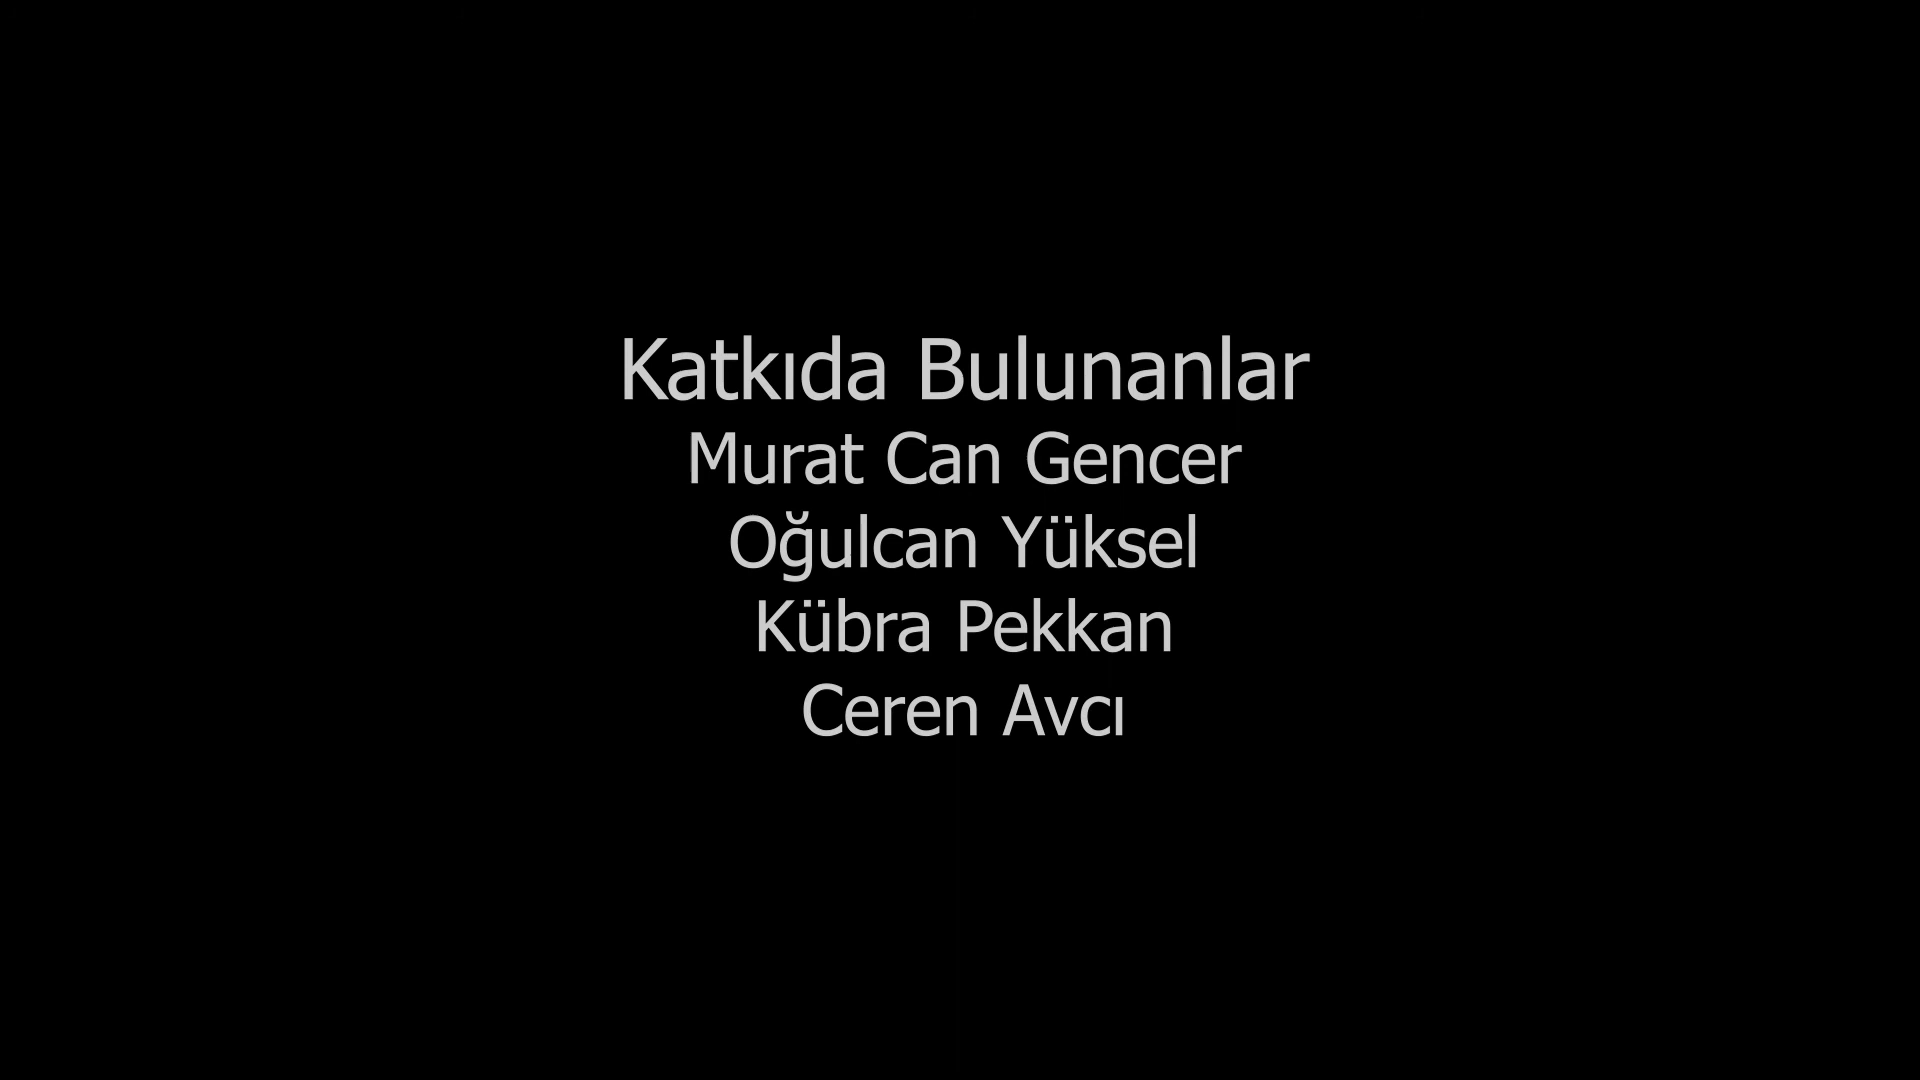 Katkıda Bulunanlar
Murat Can Gencer
Oğulcan Yüksel
Kübra Pekkan
Ceren Avcı